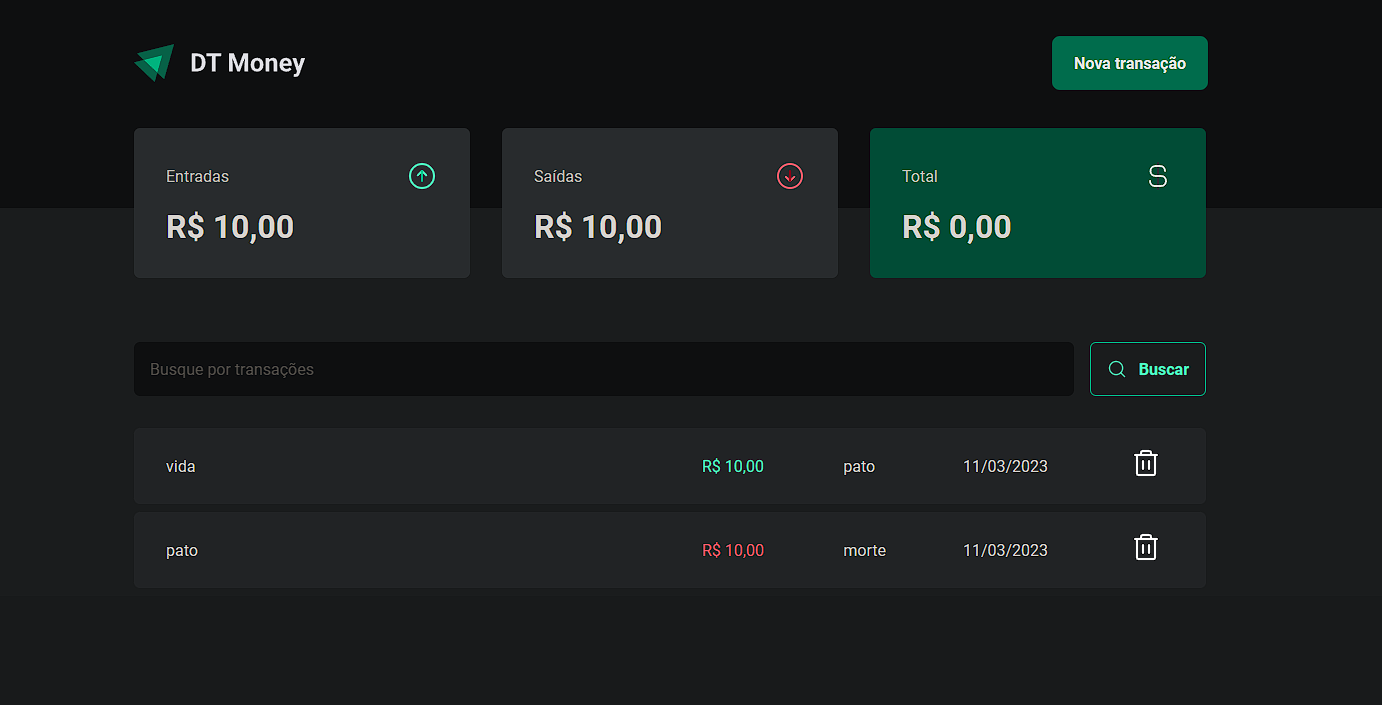 DT Money
Nova transação
Entradas
R$ 10,00
Saídas
R$ 10,00
Total
R$ 0,00
Busque por transações
Buscar
vida R$ 10,00 pato 11/03/2023
pato R$ 10,00 morte 11/03/2023